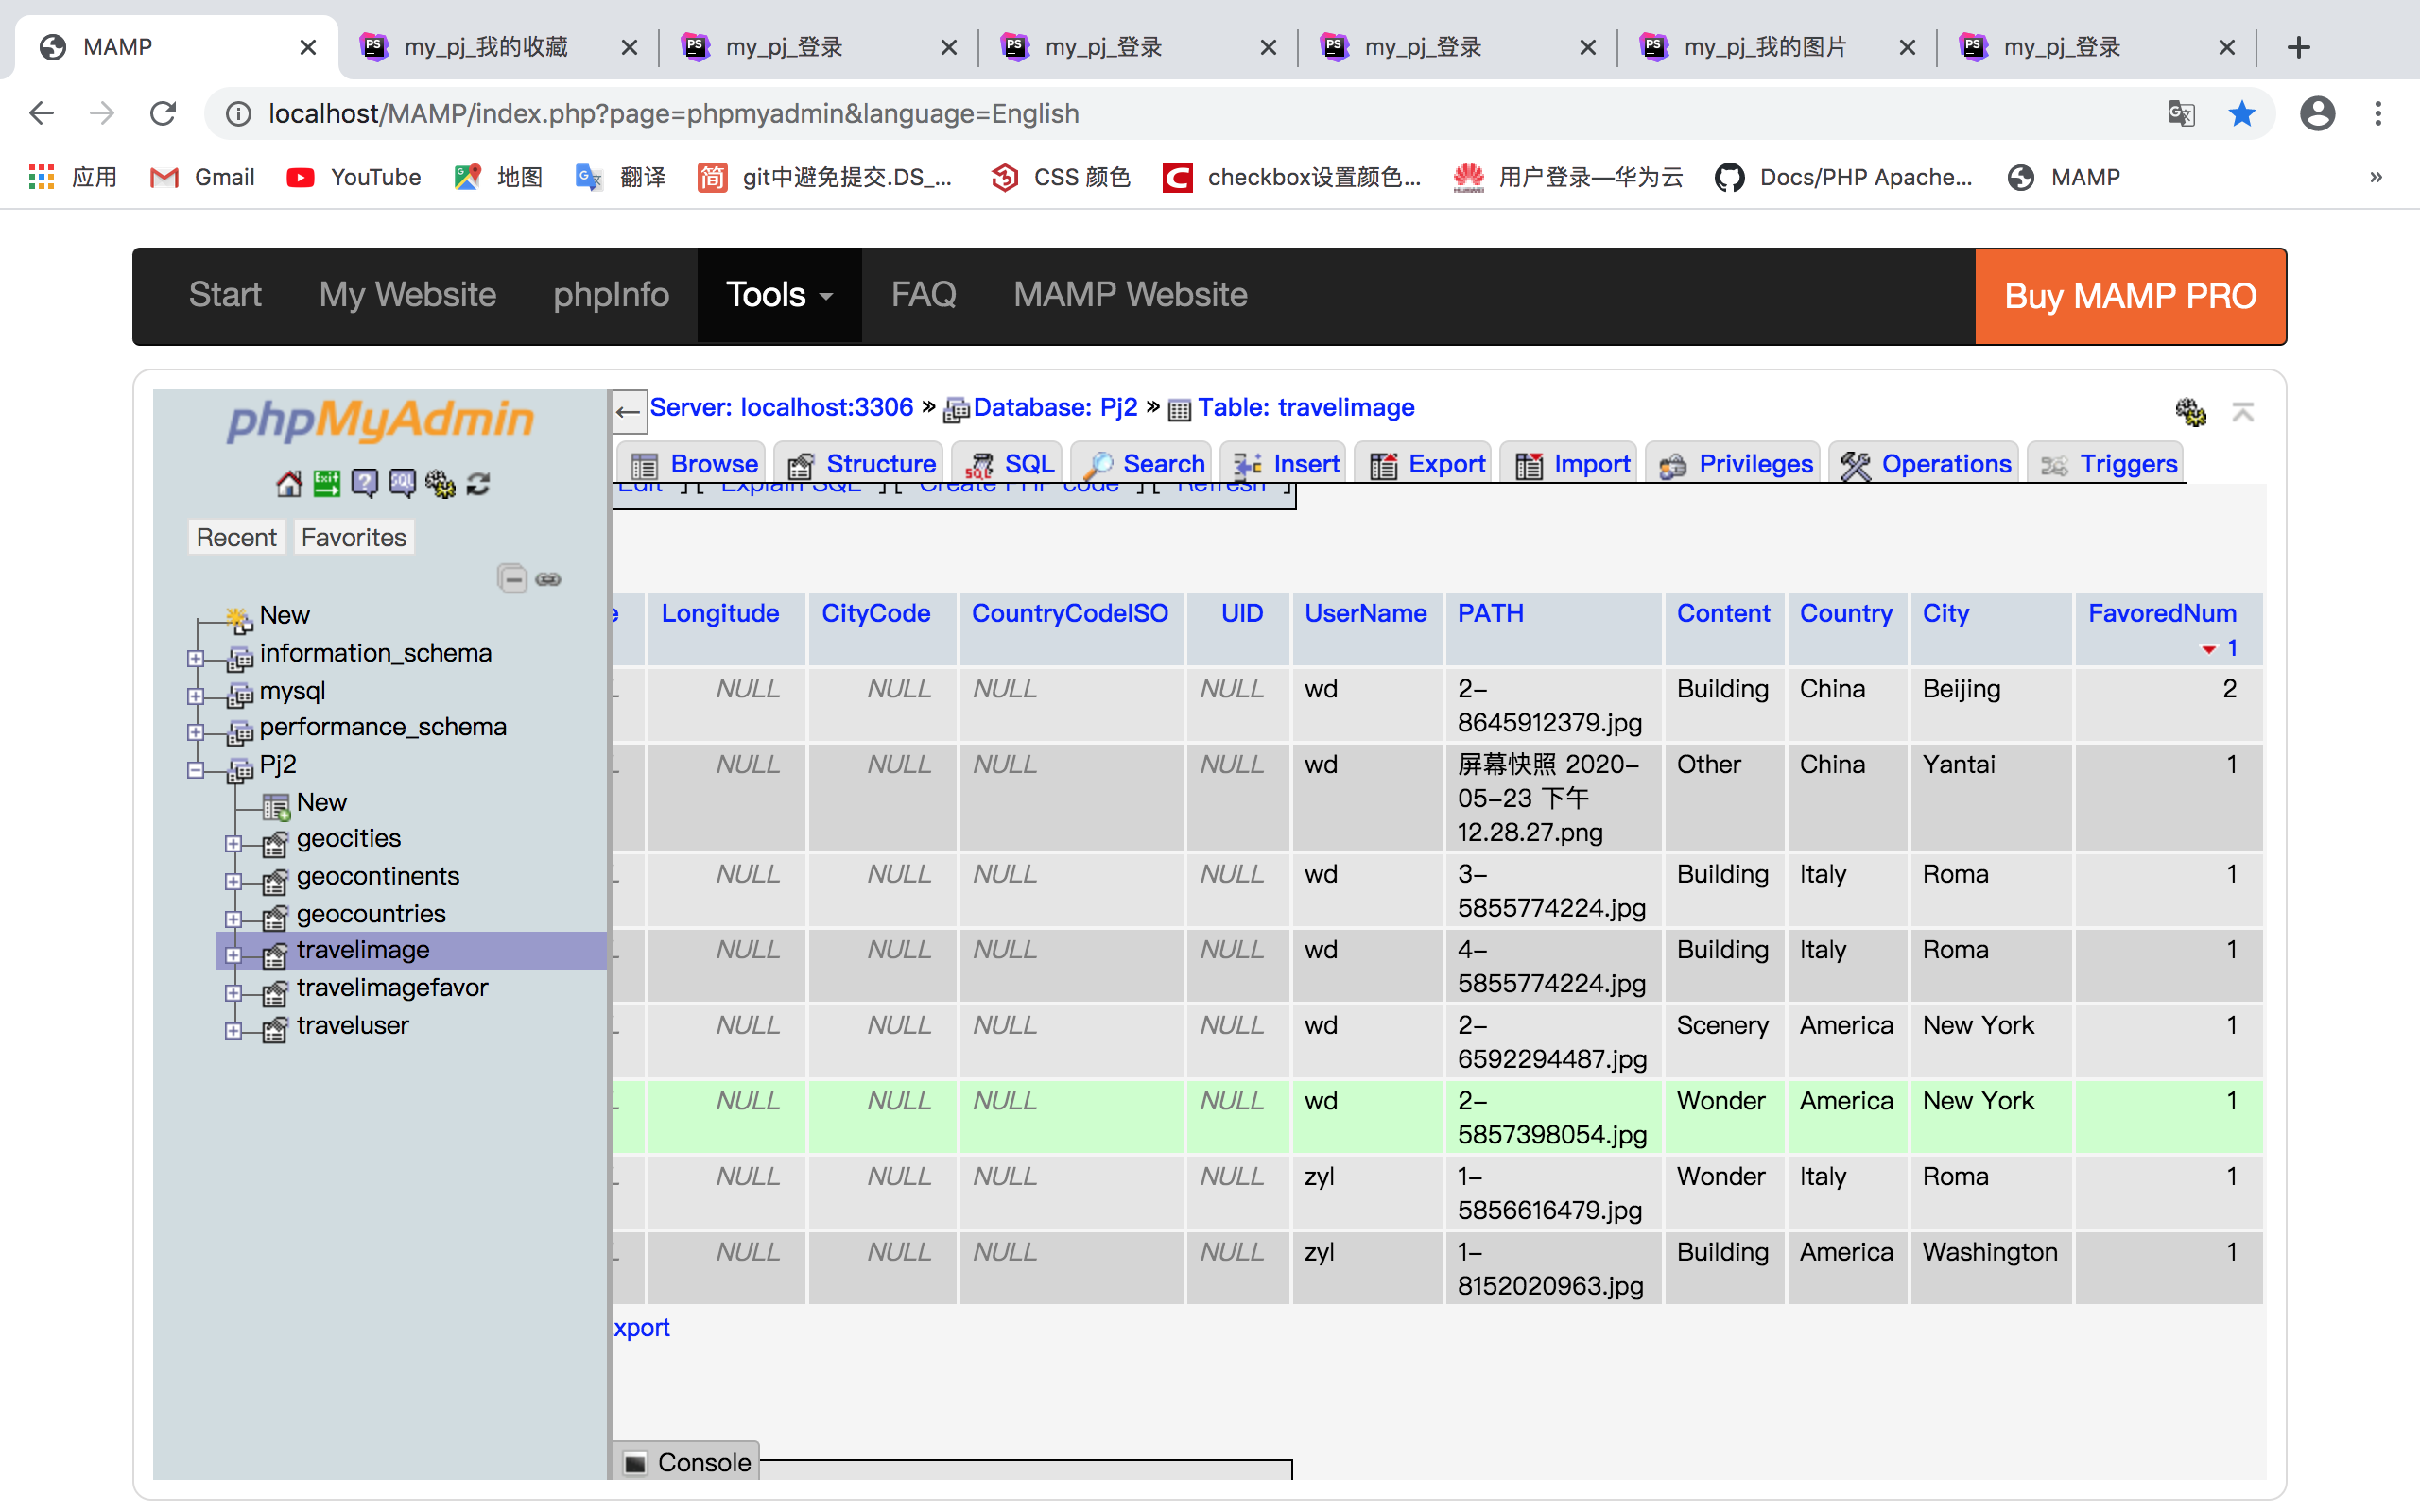 MAMP
my_pj_我的收藏
my_pj_登录
my_pj_登录
my_pj_登录
my_pj_我的图片
my_pj_登录
localhost/MAMP/index.php?page=phpmyadmin&language=English
应用
Gmail
YouTube
地图
翻译
git中避免提交.DS_...
CSS 颜色
checkbox设置颜色...
用户登录—华为云
Docs/PHP Apache...
MAMP
»
Start
My Website
phpInfo
Tools
FAQ
MAMP Website
Buy MAMP PRO
phpMyAdmin
Recent
Favorites
New
information_schema
mysql
performance_schema
Pj2
New
geocities
geocontinents
geocountries
travelimage
travelimagefavor
traveluser
Server: localhost:3306 » Database: Pj2 » Table: travelimage
Browse
Structure
SQL
Search
Insert
Export
Import
Privileges
Operations
Triggers
Edit ][ Explain SQL ][ Create PHP code ][ Refresh ]
Longitude CityCode CountryCodeISO UID UserName PATH Content Country City FavoredNum
1
NULL NULL NULL NULL wd 2- Building China Beijing 2
8645912379.jpg
NULL NULL NULL NULL wd 屏幕快照 2020- Other China Yantai 1
05-23 下午
12.28.27.png
NULL NULL NULL NULL wd 3- Building Italy Roma 1
5855774224.jpg
NULL NULL NULL NULL wd 4- Building Italy Roma 1
5855774224.jpg
NULL NULL NULL NULL wd 2- Scenery America New York 1
6592294487.jpg
NULL NULL NULL NULL wd 2- Wonder America New York 1
5857398054.jpg
NULL NULL NULL NULL zyl 1- Wonder Italy Roma 1
5856616479.jpg
NULL NULL NULL NULL zyl 1- Building America Washington 1
8152020963.jpg
xport
Console